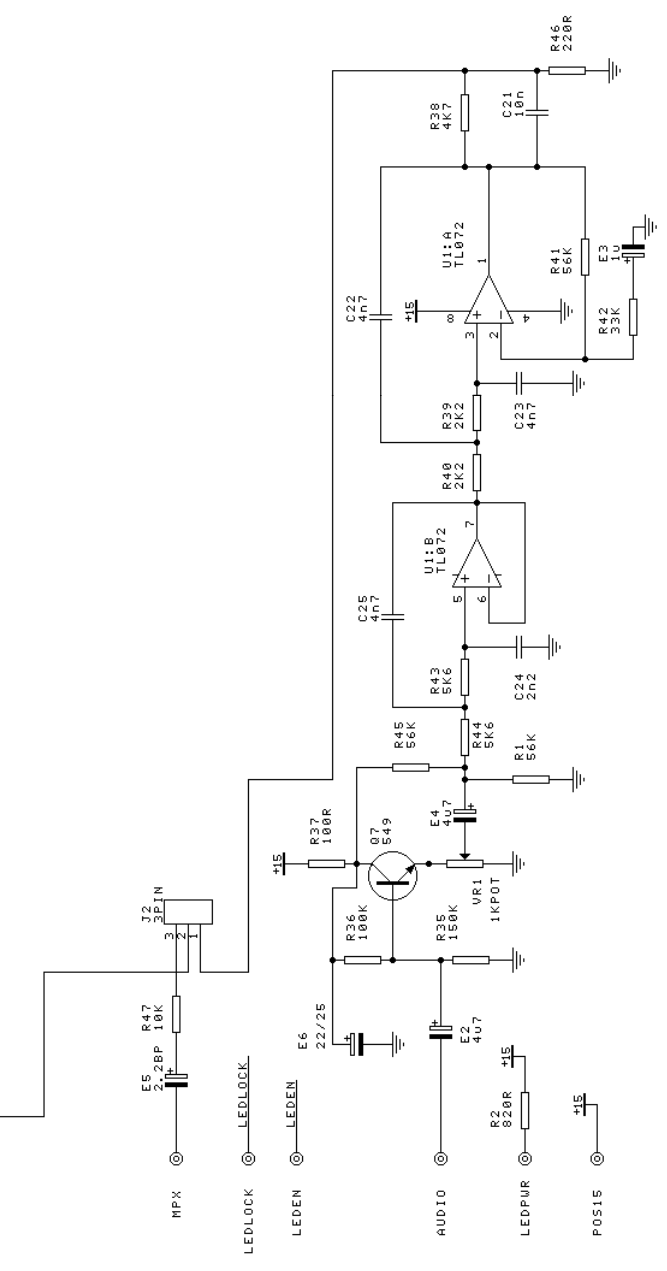 R46
220R
R38
4K7
C21
10n
U1:A
TL072
1
R41
56K
E3
1u
+
C22
4n7
+15
8
+
-
4
3
2
R42
33K
R39
2K2
C23
4n7
R40
2K2
7
U1:B
TL072
+
-
5
6
C25
4n7
R43
5K6
C24
2n2
R45
56K
R44
5K6
R1
56K
R37
100R
Q7
549
E4
4u7
+
+15
VR1
1KPOT
J2
3PIN
3
2
1
R36
100K
R35
150K
R47
10K
E6
22/25
+
E2
4u7
+
E5
2.2BP
+
LEDLOCK
LEDEN
+15
R2
820R
+15
MPX
LEDLOCK
LEDEN
AUDIO
LEDPWR
POS15